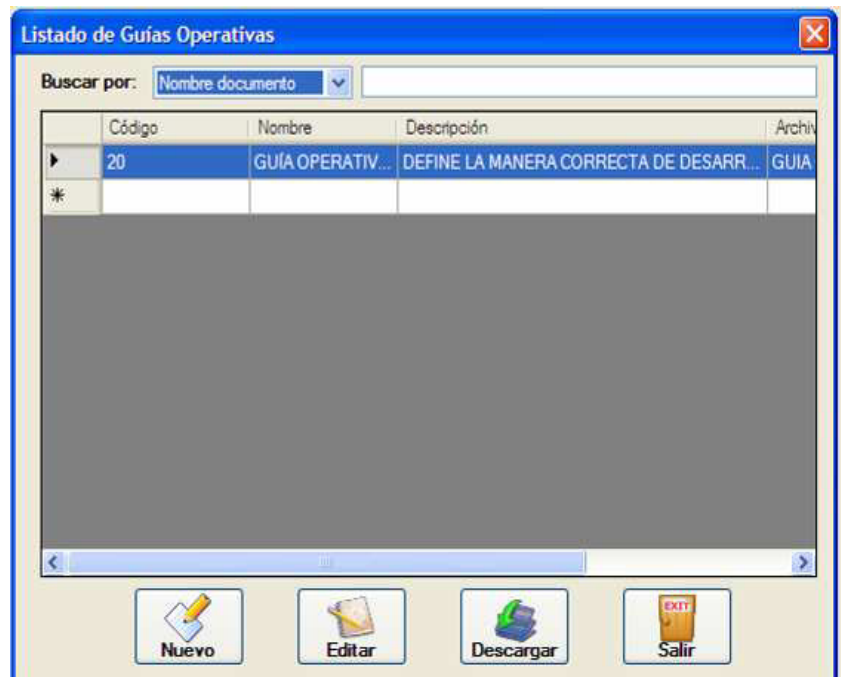 Listado de Guías Operativas
Buscar por: Nombre documento
Código Nombre Descripción Archiv
20 GUÍA OPERATIV... DEFINE LA MANERA CORRECTA DE DESARR... GUIA
EXIT
Nuevo Editar Descargar Salir